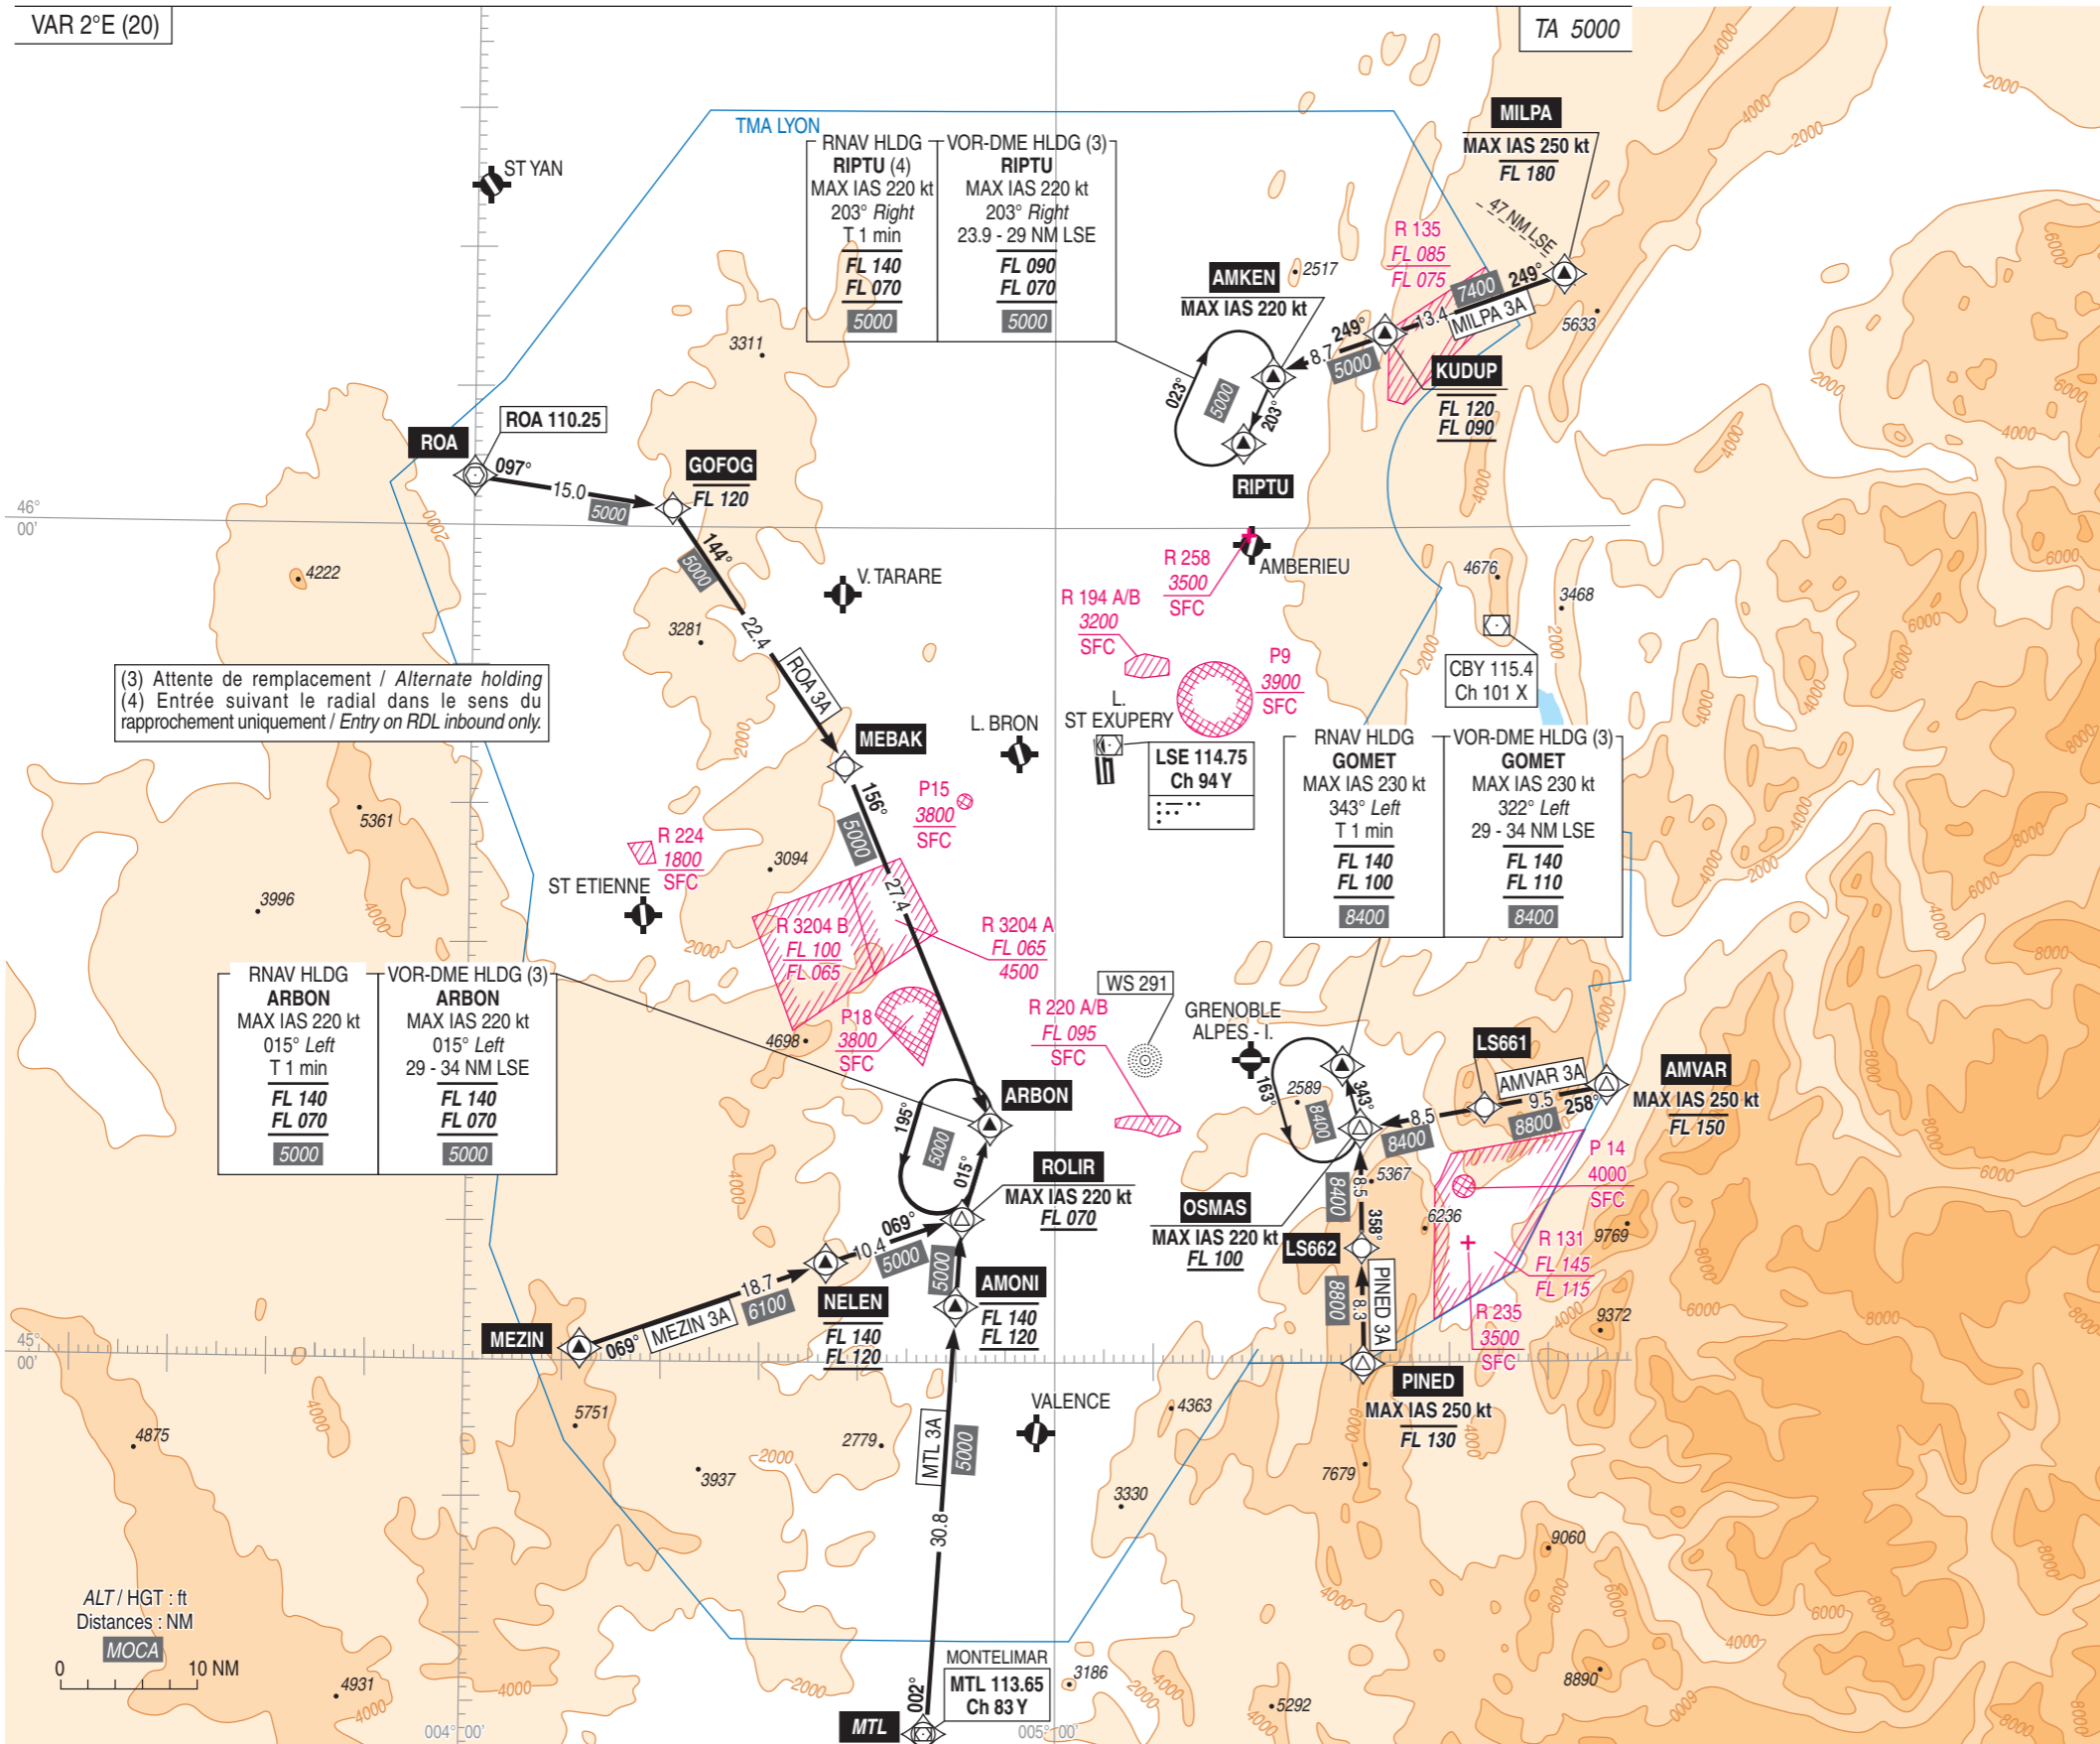 VAR 2°E (20)
TA 5000
TMA LYON
ST YAN
RNAV HLDG
RIPTU (4)
MAX IAS 220 kt
203° Right
T 1 min
FL 140
FL 070
5000
VOR-DME HLDG (3)
RIPTU
MAX IAS 220 kt
203° Right
23.9 - 29 NM LSE
FL 090
FL 070
5000
MILPA
MAX IAS 250 kt
FL 180
47 NM LSE
R 135
FL 085
FL 075
7400
249°
13.4
MILPA 3A
5633
2517
AMKEN
MAX IAS 220 kt
249°
8.7
5000
KUDUP
FL 120
FL 090
023°
5000
203°
RIPTU
3311
ROA
ROA 110.25
097°
15.0
5000
GOFOG
FL 120
46°
00'
144°
5000
22.4
ROA 3A
4222
V. TARARE
3281
R 258
3500
SFC
AMBERIEU
R 194 A/B
3200
SFC
P9
3900
SFC
4676
3468
CBY 115.4
Ch 101 X
(3) Attente de remplacement / Alternate holding
(4) Entrée suivant le radial dans le sens du
rapprochement uniquement / Entry on RDL inbound only.
MEBAK
L. BRON
L.
ST EXUPERY
LSE 114.75
Ch 94 Y
RNAV HLDG
GOMET
MAX IAS 230 kt
343° Left
T 1 min
FL 140
FL 100
8400
VOR-DME HLDG (3)
GOMET
MAX IAS 230 kt
322° Left
29 - 34 NM LSE
FL 140
FL 110
8400
156°
5000
27.4
P15
3800
SFC
5361
R 224
1800
SFC
3094
ST ETIENNE
3996
R 3204 B
FL 100
FL 065
R 3204 A
FL 065
4500
RNAV HLDG
ARBON
MAX IAS 220 kt
015° Left
T 1 min
FL 140
FL 070
5000
VOR-DME HLDG (3)
ARBON
MAX IAS 220 kt
015° Left
29 - 34 NM LSE
FL 140
FL 070
5000
4698
P18
3800
SFC
WS 291
R 220 A/B
FL 095
SFC
GRENOBLE
ALPES - I.
163°
2589
8400
343°
LS661
AMVAR 3A
9.5
258°
8800
8.5
8400
AMVAR
MAX IAS 250 kt
FL 150
ARBON
195°
5000
015°
ROLIR
MAX IAS 220 kt
FL 070
OSMAS
MAX IAS 220 kt
FL 100
5367
8400
8.5
358°
6236
P 14
4000
SFC
9769
R 131
FL 145
FL 115
R 235
3500
SFC
9372
LS662
8800
8.3
PINED 3A
PINED
MAX IAS 250 kt
FL 130
069°
10.4
5000
5000
18.7
6100
MEZIN 3A
069°
MEZIN
NELEN
FL 140
FL 120
AMONI
FL 140
FL 120
45°
00'
VALENCE
4363
5751
4875
2779
3937
MTL 3A
5000
30.8
7679
3330
9060
8890
5292
3186
4931
ALT / HGT : ft
Distances : NM
MOCA
0
10 NM
MONTELIMAR
MTL 113.65
Ch 83 Y
002°
MTL
004° 00'
005° 00'
2000
4000
6000
8000